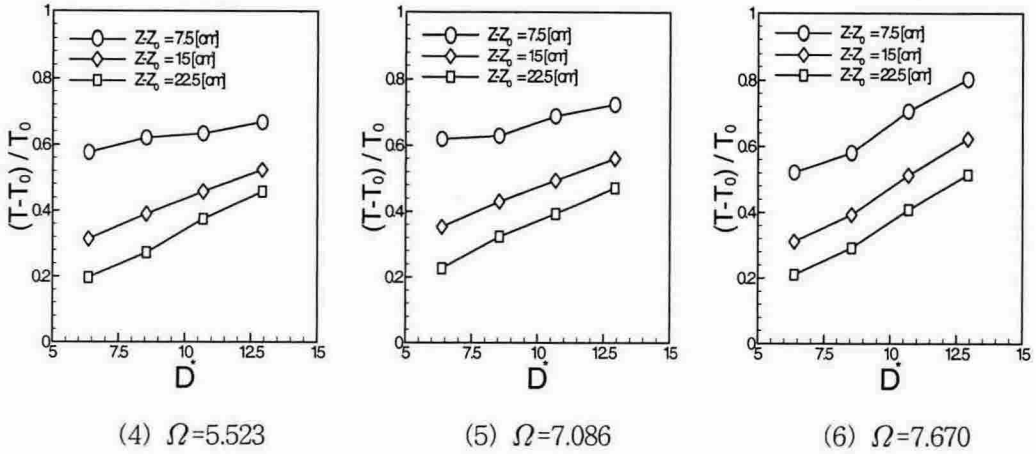 1
1
1
Z-Z₀ = 7.5 [cm]
Z-Z₀ = 15 [cm]
Z-Z₀ = 22.5 [cm]
Z-Z₀ = 7.5 [cm]
Z-Z₀ = 15 [cm]
Z-Z₀ = 22.5 [cm]
Z-Z₀ = 7.5 [cm]
Z-Z₀ = 15 [cm]
Z-Z₀ = 22.5 [cm]
0.8
0.8
0.8
(T-T₀) / T₀
(T-T₀) / T₀
(T-T₀) / T₀
0.6
0.6
0.6
0.4
0.4
0.4
0.2
0.2
0.2
0
0
0
5 7.5 10 12.5 15
5 7.5 10 12.5 15
5 7.5 10 12.5 15
D*
D*
D*
(4) Ω=5.523
(5) Ω=7.086
(6) Ω=7.670